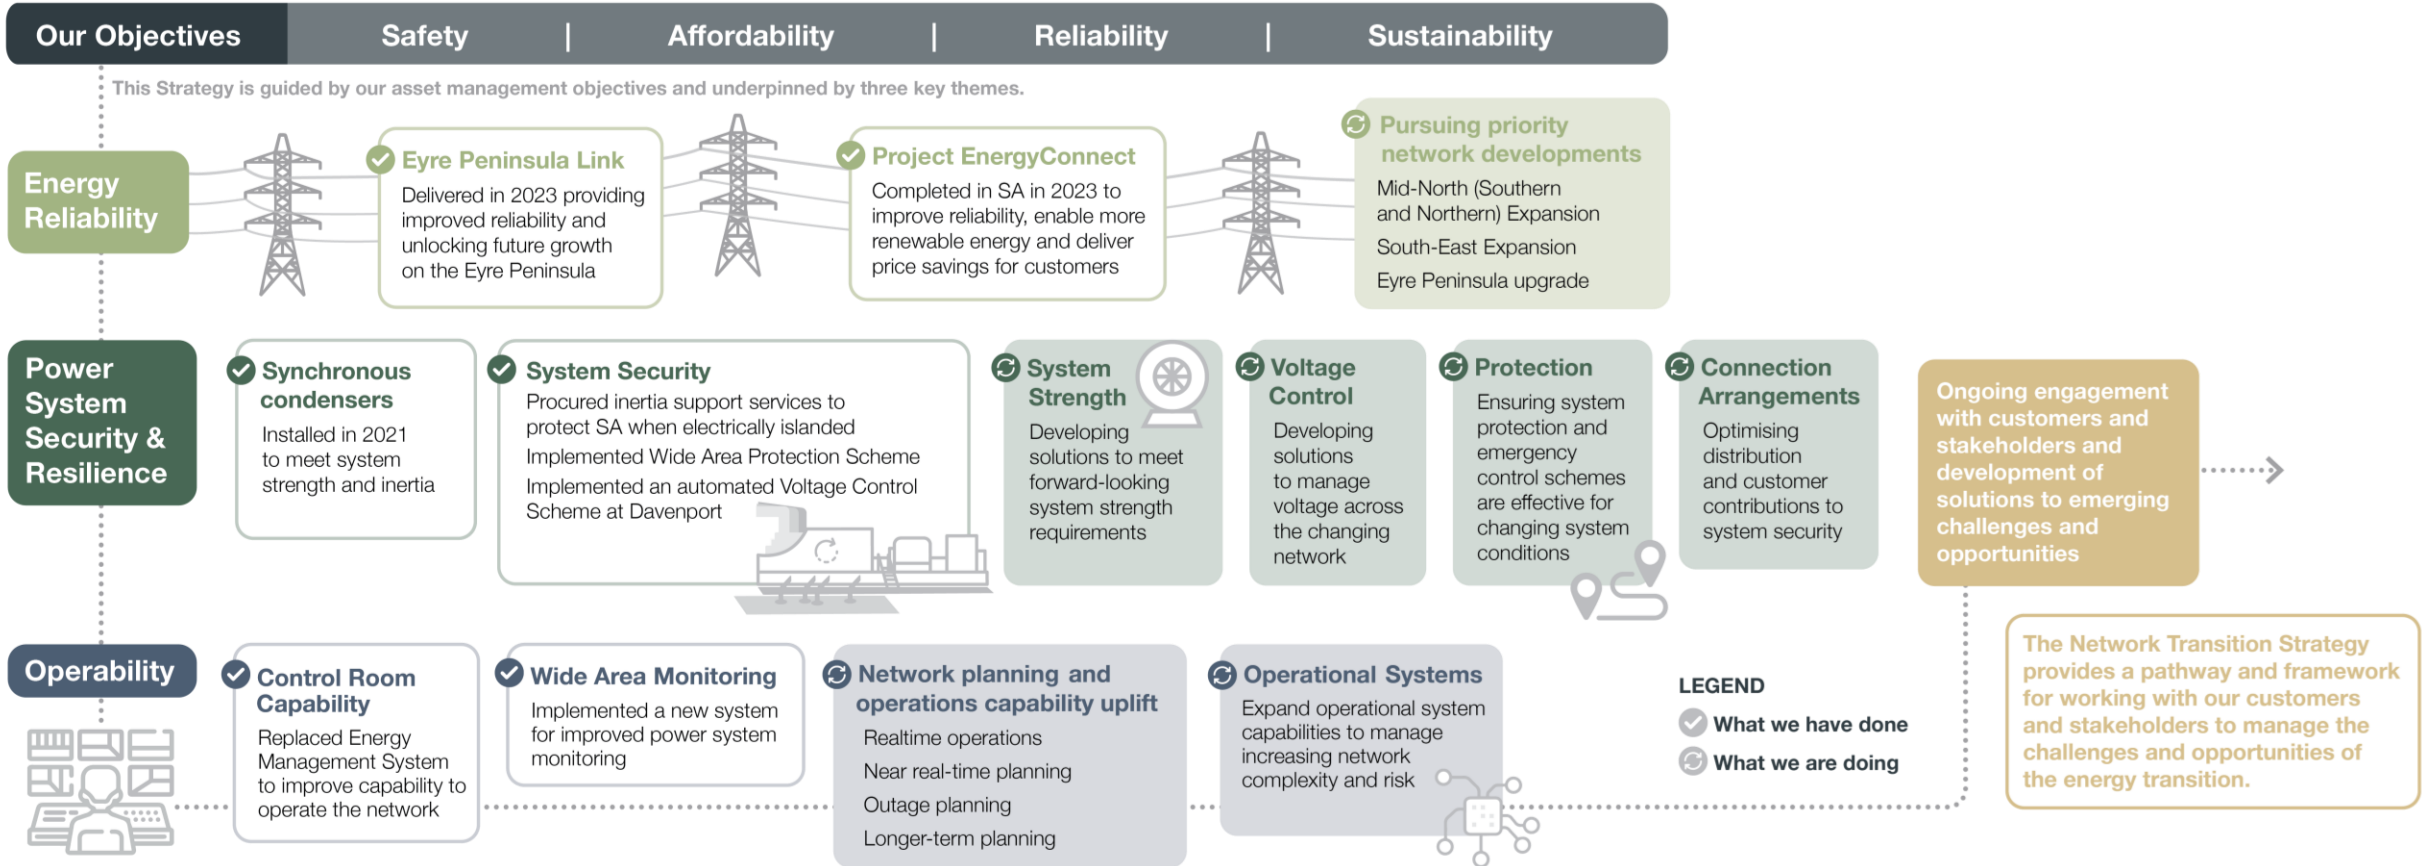 Our Objectives
Safety | Affordability | Reliability | Sustainability
This Strategy is guided by our asset management objectives and underpinned by three key themes.
Energy
Reliability
Eyre Peninsula Link
Delivered in 2023 providing
improved reliability and
unlocking future growth
on the Eyre Peninsula
Project EnergyConnect
Completed in SA in 2023 to
improve reliability, enable more
renewable energy and deliver
price savings for customers
Pursuing priority
network developments
Mid-North (Southern
and Northern) Expansion
South-East Expansion
Eyre Peninsula upgrade
Power
System
Security &
Resilience
Synchronous
condensers
Installed in 2021
to meet system
strength and inertia
System Security
Procured inertia support services to
protect SA when electrically islanded
Implemented Wide Area Protection Scheme
Implemented an automated Voltage Control
Scheme at Davenport
System
Strength
Developing
solutions to meet
forward-looking
system strength
requirements
Voltage
Control
Developing
solutions
to manage
voltage across
the changing
network
Protection
Ensuring system
protection and
emergency
control schemes
are effective for
changing system
conditions
Connection
Arrangements
Optimising
distribution
and customer
contributions to
system security
Ongoing engagement
with customers and
stakeholders and
development of
solutions to emerging
challenges and
opportunities
Operability
Control Room
Capability
Replaced Energy
Management System
to improve capability to
operate the network
Wide Area Monitoring
Implemented a new system
for improved power system
monitoring
Network planning and
operations capability uplift
Realtime operations
Near real-time planning
Outage planning
Longer-term planning
Operational Systems
Expand operational system
capabilities to manage
increasing network
complexity and risk
LEGEND
What we have done
What we are doing
The Network Transition Strategy
provides a pathway and framework
for working with our customers
and stakeholders to manage the
challenges and opportunities of
the energy transition.